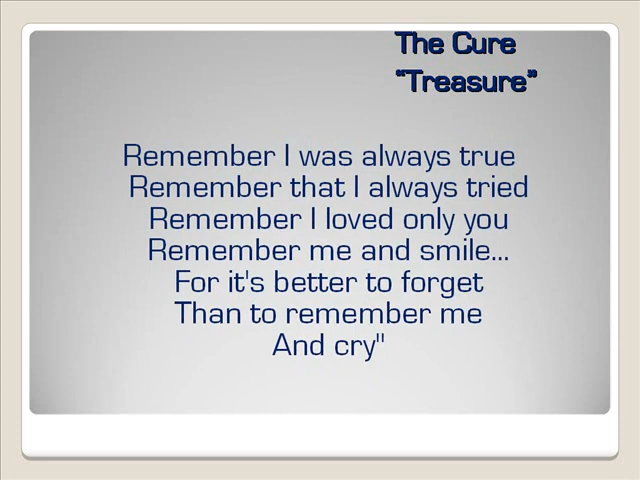 The Cure
“Treasure”
Remember I was always true
Remember that I always tried
Remember I loved only you
Remember me and smile...
For it's better to forget
Than to remember me
And cry"